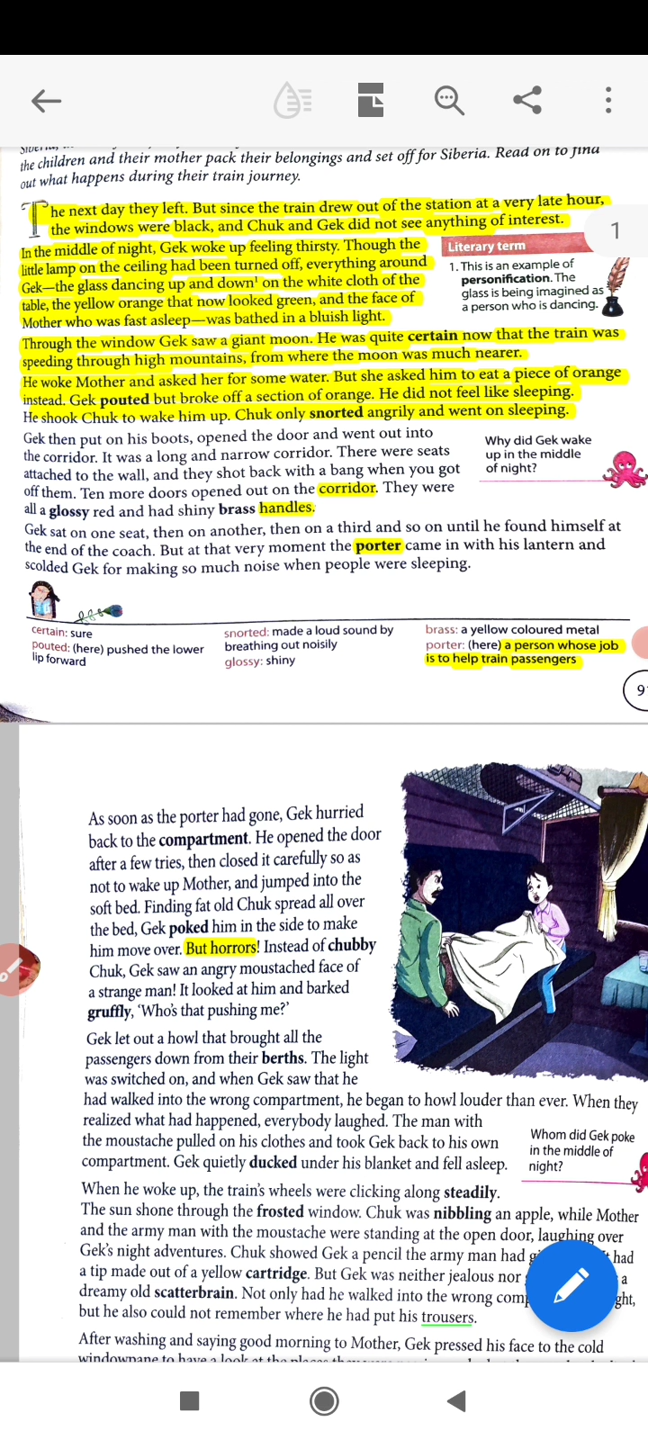 the children and their mother pack their belongings and set off for Siberia. Read on to find
out what happens during their train journey.
The next day they left. But since the train drew out of the station at a very late hour,
the windows were black, and Chuk and Gek did not see anything of interest.
1
In the middle of night, Gek woke up feeling thirsty. Though the
little lamp on the ceiling had been turned off, everything around
Gek—the glass dancing up and down¹ on the white cloth of the
table, the yellow orange that now looked green, and the face of
Mother who was fast asleep—was bathed in a bluish light.
Literary term
1. This is an example of
personification. The
glass is being imagined as
a person who is dancing.
Through the window Gek saw a giant moon. He was quite certain now that the train was
speeding through high mountains, from where the moon was much nearer.
He woke Mother and asked her for some water. But she asked him to eat a piece of orange
instead. Gek pouted but broke off a section of orange. He did not feel like sleeping.
He shook Chuk to wake him up. Chuk only snorted angrily and went on sleeping.
Gek then put on his boots, opened the door and went out into
the corridor. It was a long and narrow corridor. There were seats
attached to the wall, and they shot back with a bang when you got
off them. Ten more doors opened out on the corridor. They were
all a glossy red and had shiny brass handles.
Why did Gek wake
up in the middle
of night?
Gek sat on one seat, then on another, then on a third and so on until he found himself at
the end of the coach. But at that very moment the porter came in with his lantern and
scolded Gek for making so much noise when people were sleeping.
certain: sure
pouted: (here) pushed the lower
lip forward
snorted: made a loud sound by
breathing out noisily
glossy: shiny
brass: a yellow coloured metal
porter: (here) a person whose job
is to help train passengers
As soon as the porter had gone, Gek hurried
back to the compartment. He opened the door
after a few tries, then closed it carefully so as
not to wake up Mother, and jumped into the
soft bed. Finding fat old Chuk spread all over
the bed, Gek poked him in the side to make
him move over. But horrors! Instead of chubby
Chuk, Gek saw an angry moustached face of
a strange man! It looked at him and barked
gruffly, ‘Who’s that pushing me?’
Gek let out a howl that brought all the
passengers down from their berths. The light
was switched on, and when Gek saw that he
had walked into the wrong compartment, he began to howl louder than ever. When they
realized what had happened, everybody laughed. The man with
the moustache pulled on his clothes and took Gek back to his own
compartment. Gek quietly ducked under his blanket and fell asleep.
Whom did Gek poke
in the middle of
night?
When he woke up, the train’s wheels were clicking along steadily.
The sun shone through the frosted window. Chuk was nibbling an apple, while Mother
and the army man with the moustache were standing at the open door, laughing over
Gek’s night adventures. Chuk showed Gek a pencil the army man had had
a tip made out of a yellow cartridge. But Gek was neither jealous nor a
dreamy old scatterbrain. Not only had he walked into the wrong
but he also could not remember where he had put his trousers.
After washing and saying good morning to Mother, Gek pressed his face to the cold
windowpane to have a look at the